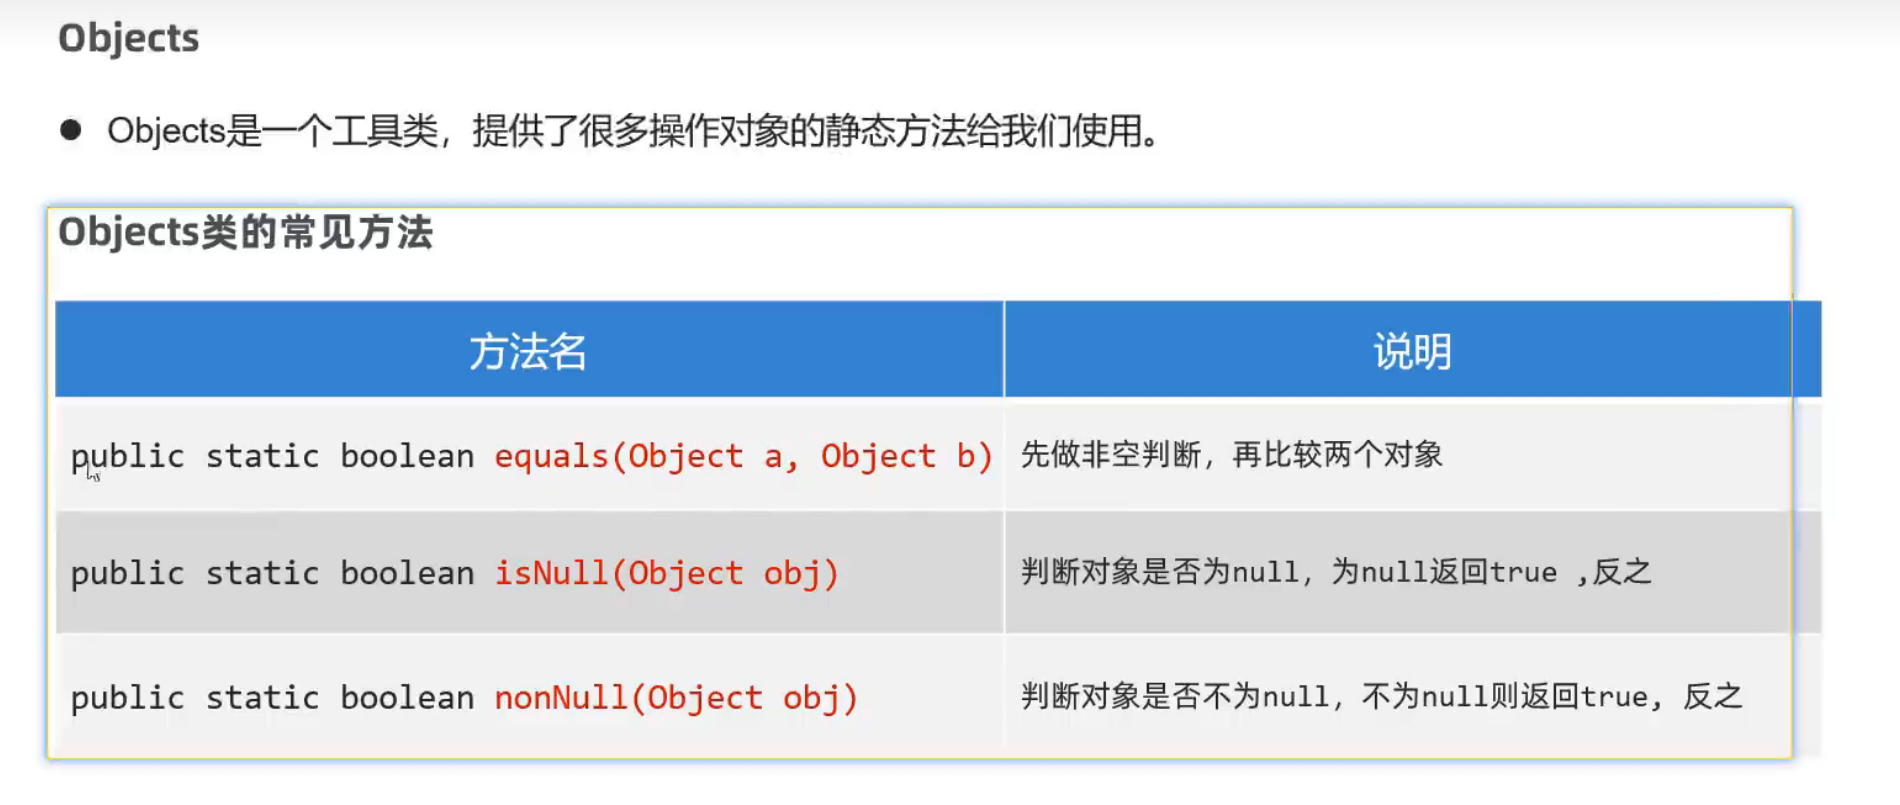 Objects
● Objects是一个工具类，提供了很多操作对象的静态方法给我们使用。
Objects类的常见方法
方法名 说明
public static boolean equals(Object a, Object b) 先做非空判断，再比较两个对象
public static boolean isNull(Object obj) 判断对象是否为null，为null返回true ,反之
public static boolean nonNull(Object obj) 判断对象是否不为null，不为null则返回true, 反之